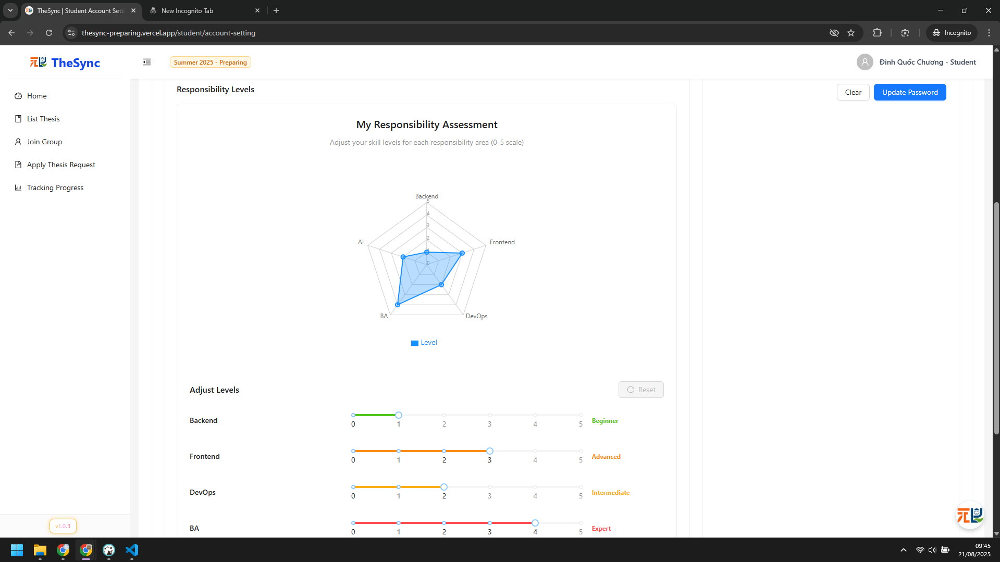 TheSync | Student Account Sett
New Incognito Tab
thesync-preparing.vercel.app/student/account-setting
Incognito
TheSync
Summer 2025 - Preparing
Đinh Quốc Chương - Student
Home
List Thesis
Join Group
Apply Thesis Request
Tracking Progress
v1.0.3
Responsibility Levels
Clear
Update Password
My Responsibility Assessment
Adjust your skill levels for each responsibility area (0-5 scale)
Backend
5
4
3
2
1
0
AI
Frontend
BA
DevOps
Level
Adjust Levels
Reset
Backend
0 1 2 3 4 5
Beginner
Frontend
0 1 2 3 4 5
Advanced
DevOps
0 1 2 3 4 5
Intermediate
BA
0 1 2 3 4 5
Expert
09:45
21/08/2025